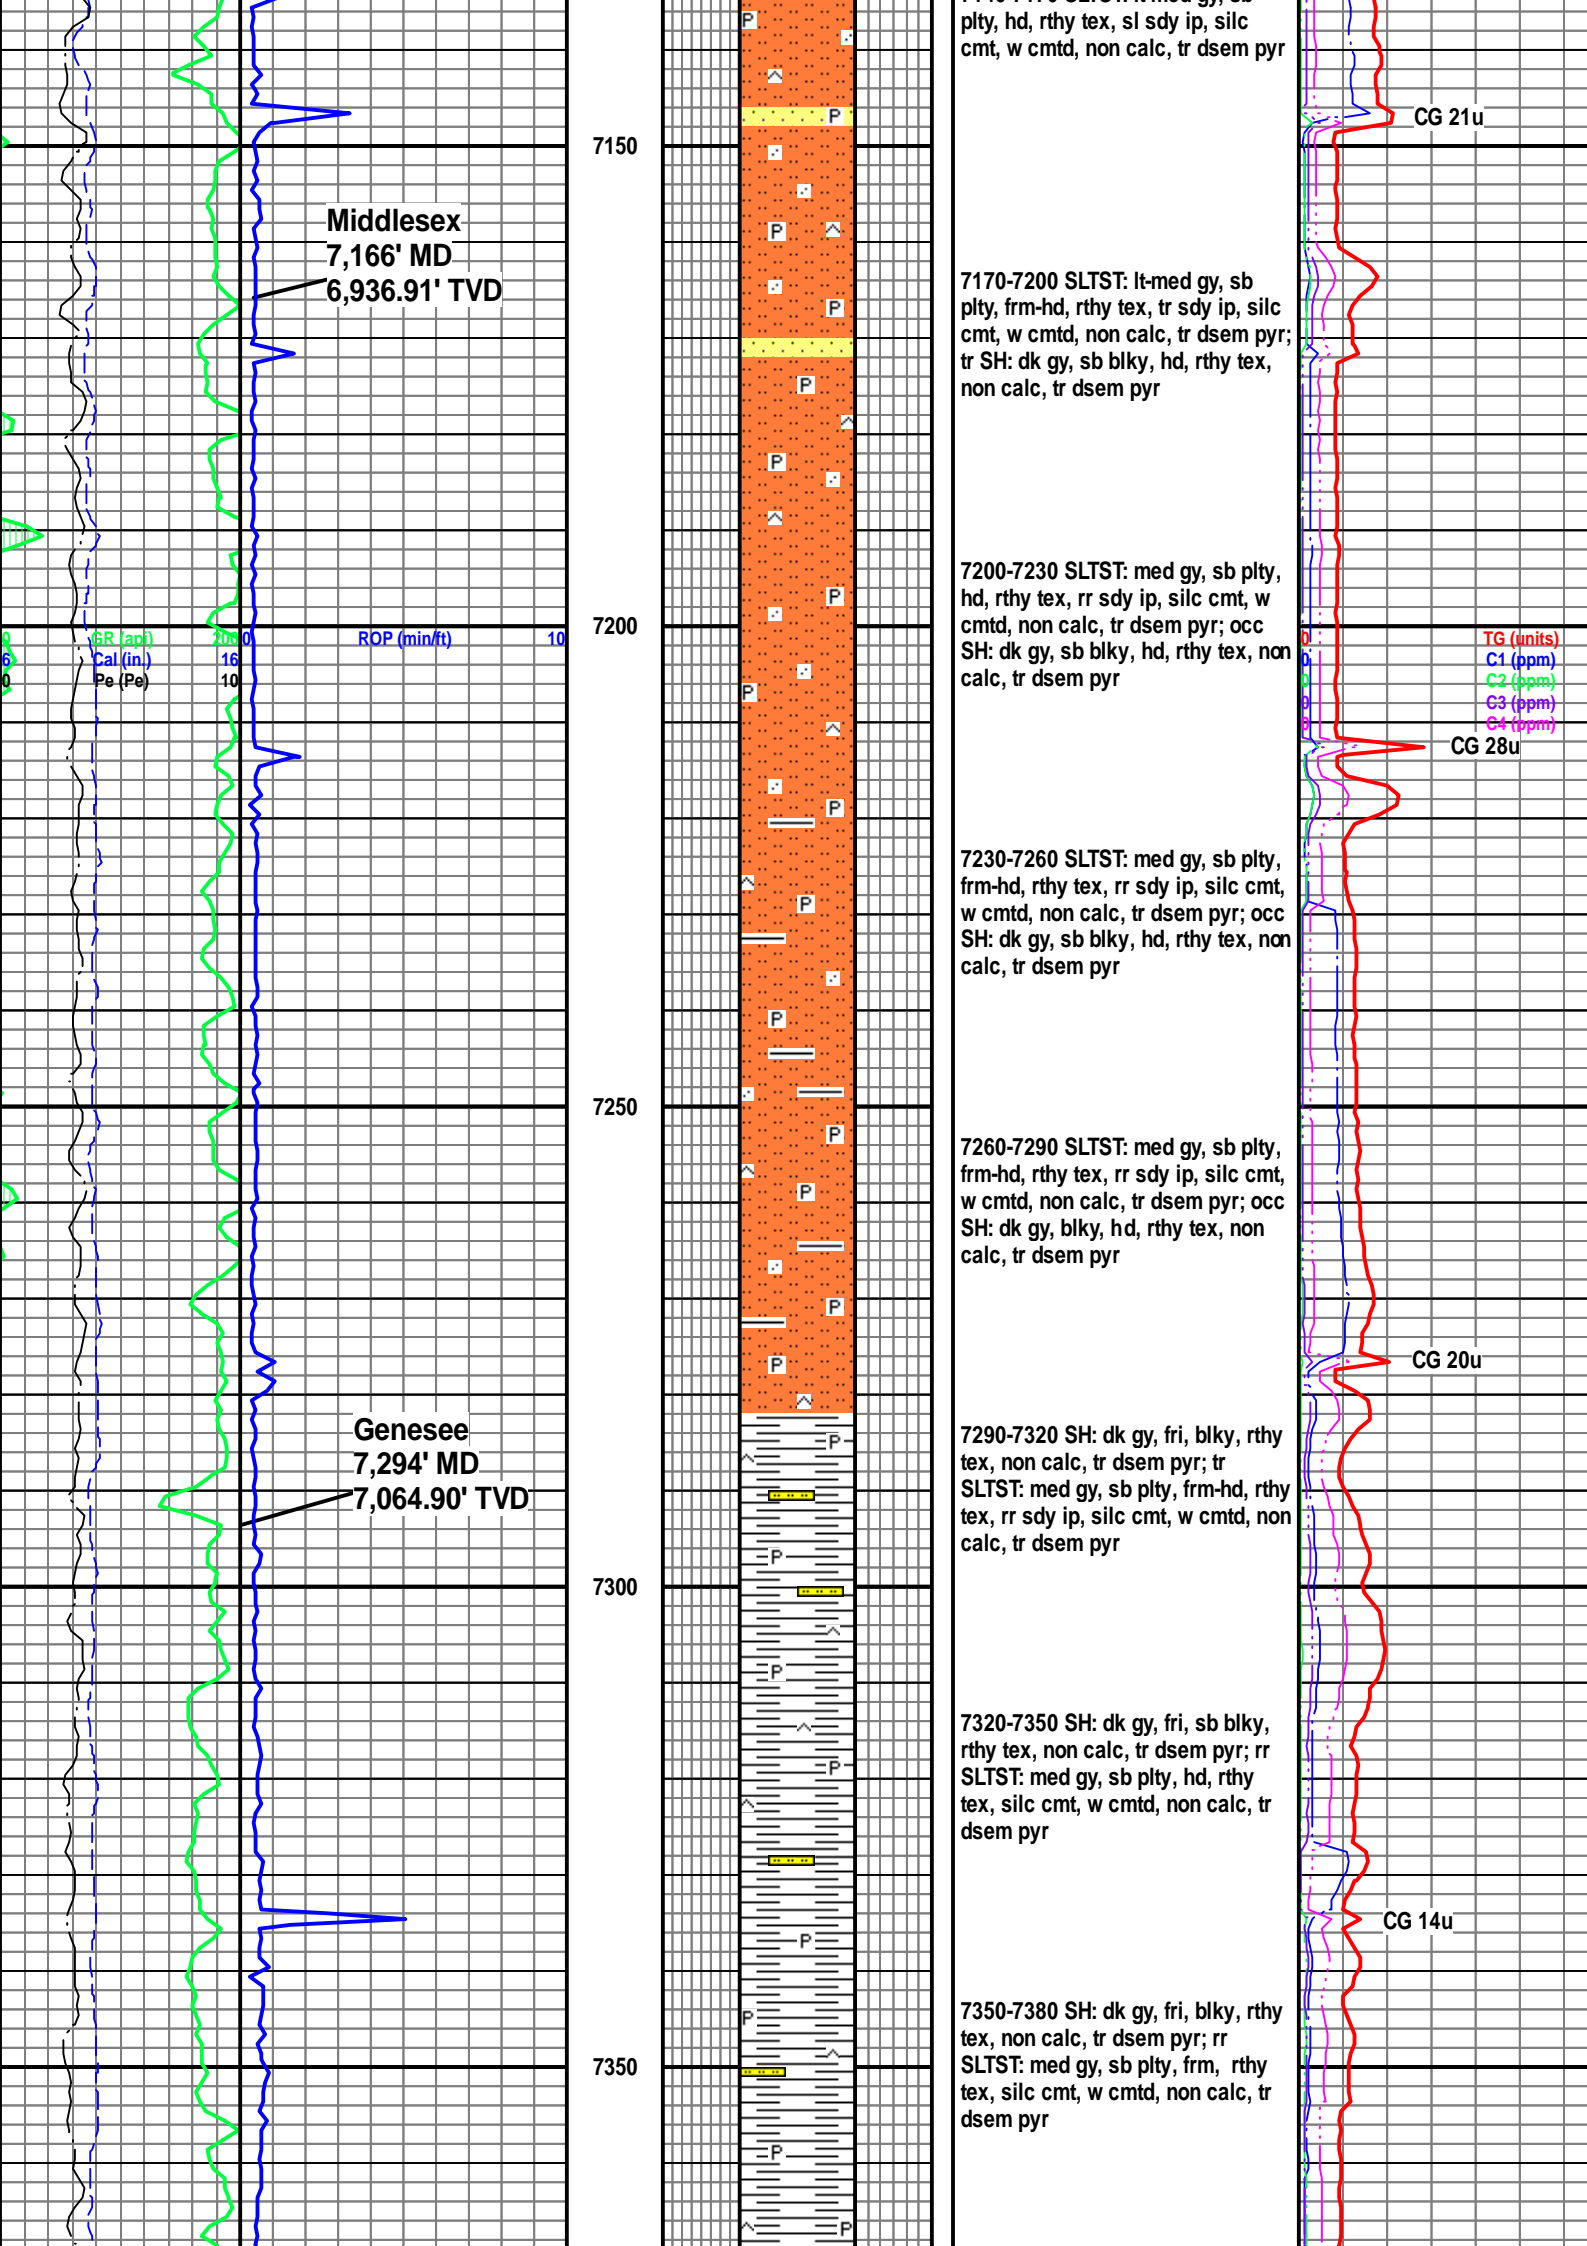 plty, hd, rthy tex, sl sdy ip, silc
cmt, w cmtd, non calc, tr dsem pyr
CG 21u
7150
Middlesex
7,166' MD
6,936.91' TVD
7170-7200 SLTST: lt-med gy, sb
plty, frm-hd, rthy tex, tr sdy ip, silc
cmt, w cmtd, non calc, tr dsem pyr;
tr SH: dk gy, sb blky, hd, rthy tex,
non calc, tr dsem pyr
7200-7230 SLTST: med gy, sb plty,
hd, rthy tex, rr sdy ip, silc cmt, w
cmtd, non calc, tr dsem pyr; occ
SH: dk gy, sb blky, hd, rthy tex, non
calc, tr dsem pyr
7200
0 GR (api) 200
6 Cal (in.) 16
0 Pe (Pe) 10
0 ROP (min/ft) 10
0 TG (units)
0 C1 (ppm)
0 C2 (ppm)
0 C3 (ppm)
0 C4 (ppm)
CG 28u
7230-7260 SLTST: med gy, sb plty,
frm-hd, rthy tex, rr sdy ip, silc cmt,
w cmtd, non calc, tr dsem pyr; occ
SH: dk gy, sb blky, hd, rthy tex, non
calc, tr dsem pyr
7250
7260-7290 SLTST: med gy, sb plty,
frm-hd, rthy tex, rr sdy ip, silc cmt,
w cmtd, non calc, tr dsem pyr; occ
SH: dk gy, blky, hd, rthy tex, non
calc, tr dsem pyr
CG 20u
Genesee
7,294' MD
7,064.90' TVD
7290-7320 SH: dk gy, fri, blky, rthy
tex, non calc, tr dsem pyr; tr
SLTST: med gy, sb plty, frm-hd, rthy
tex, rr sdy ip, silc cmt, w cmtd, non
calc, tr dsem pyr
7300
7320-7350 SH: dk gy, fri, sb blky,
rthy tex, non calc, tr dsem pyr; rr
SLTST: med gy, sb plty, hd, rthy
tex, silc cmt, w cmtd, non calc, tr
dsem pyr
CG 14u
7350-7380 SH: dk gy, fri, blky, rthy
tex, non calc, tr dsem pyr; rr
SLTST: med gy, sb plty, frm, rthy
tex, silc cmt, w cmtd, non calc, tr
dsem pyr
7350